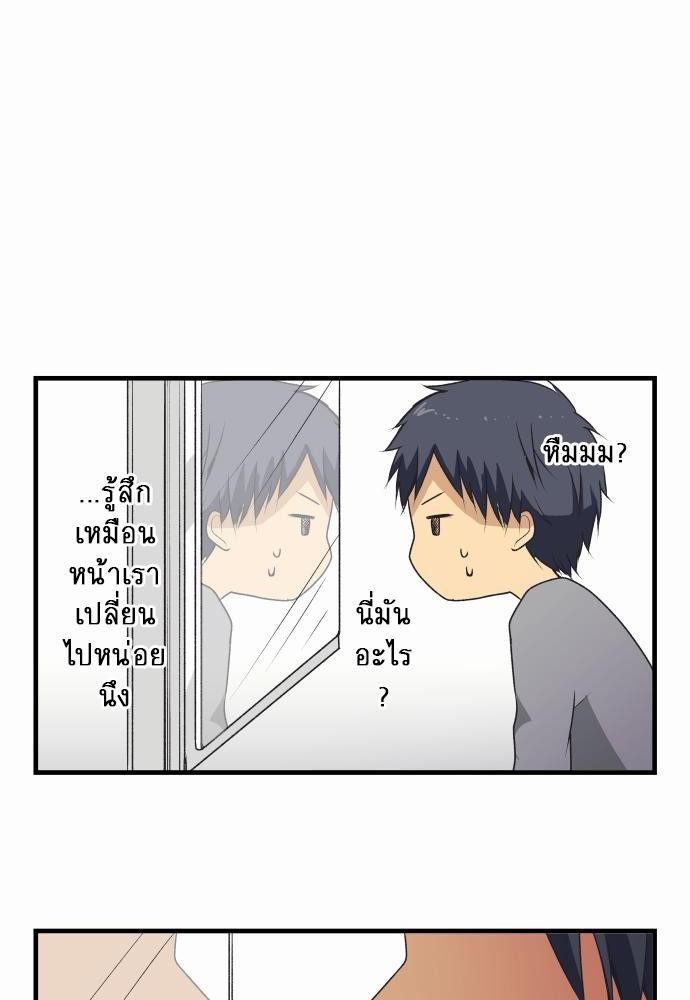 หืมมม?
นี่มัน
อะไร
?
...รู้สึก
เหมือน
หน้าเรา
เปลี่ยน
ไปหน่อย
นึง